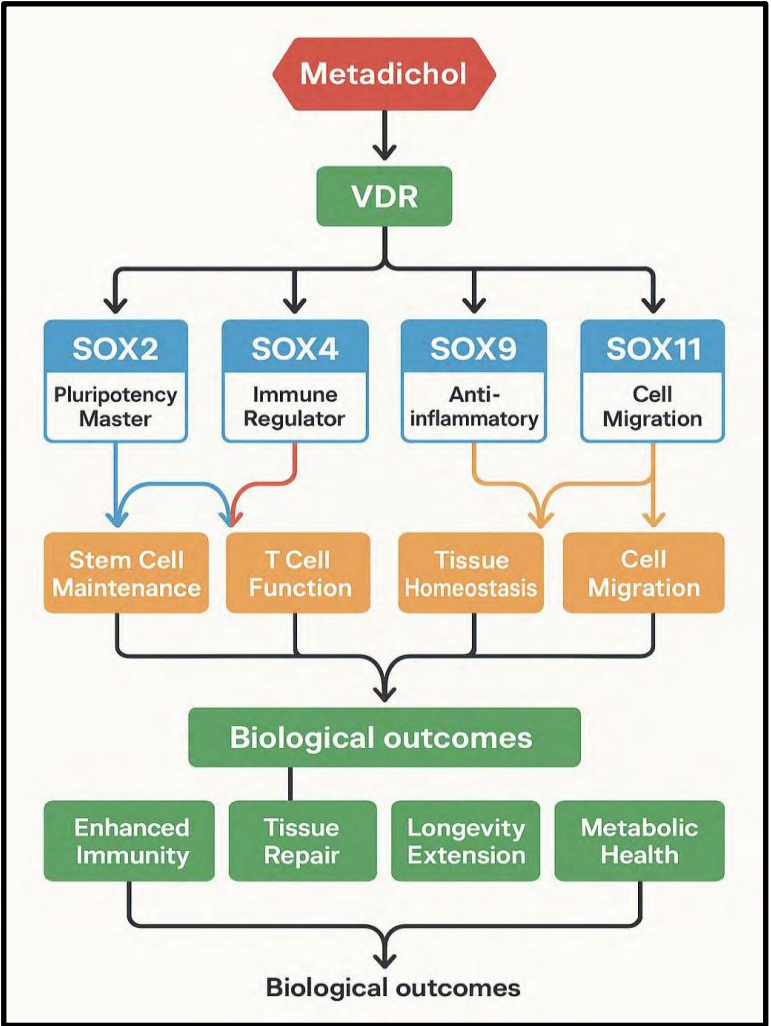 Metadichol
VDR
SOX2
Pluripotency
Master
SOX4
Immune
Regulator
SOX9
Anti-
inflammatory
SOX11
Cell
Migration
Stem Cell
Maintenance
T Cell
Function
Tissue
Homeostasis
Cell
Migration
Biological outcomes
Enhanced
Immunity
Tissue
Repair
Longevity
Extension
Metabolic
Health
Biological outcomes